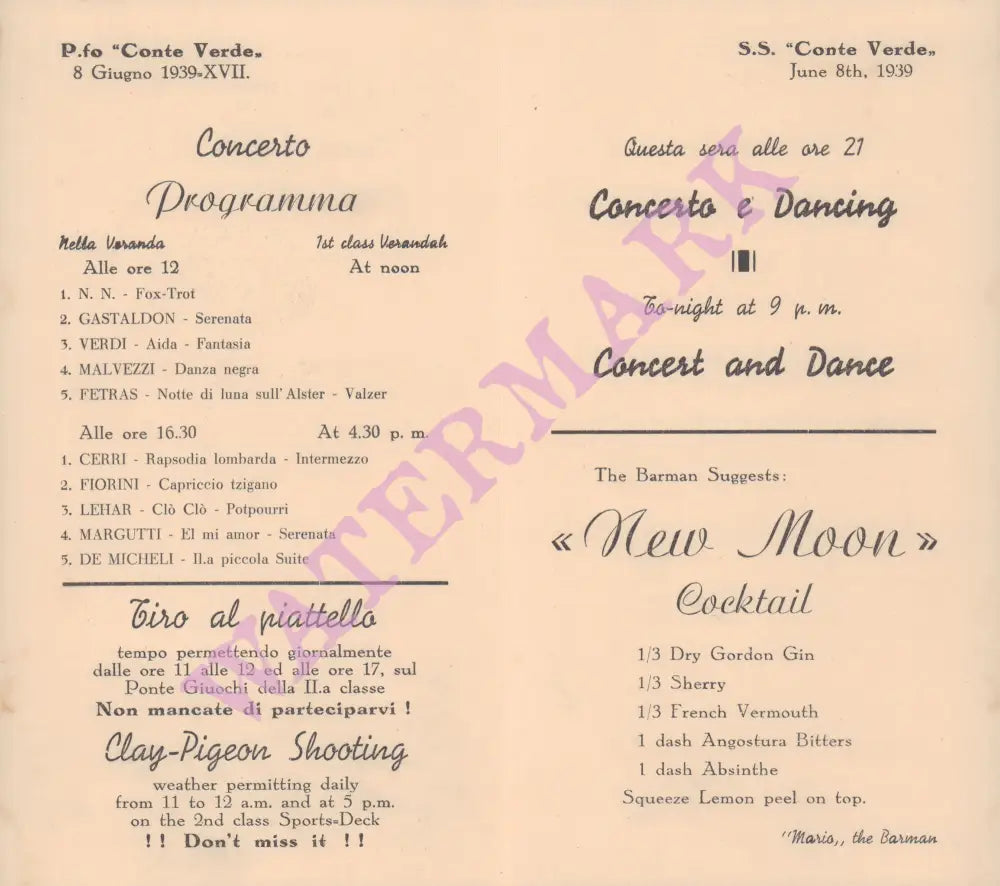 P.fo “Conte Verde„
8 Giugno 1939=XVII.
Concerto
Programma
Nella Veranda 1st class Verandah
Alle ore 12 At noon
1. N. N. - Fox-Trot
2. GASTALDON - Serenata
3. VERDI - Aida - Fantasia
4. MALVEZZI - Danza negra
5. FETRAS - Notte di luna sull' Alster - Valzer
Alle ore 16.30 At 4.30 p. m.
1. CERRI - Rapsodia lombarda - Intermezzo
2. FIORINI - Capriccio tzigano
3. LEHAR - Clò Clò - Potpourri
4. MARGUTTI - El mi amor - Serenata
5. DE MICHELI - II.a piccola Suite
Tiro al piattello
tempo permettendo giornalmente
dalle ore 11 alle 12 ed alle ore 17, sul
Ponte Giuochi della II.a classe
Non mancate di parteciparvi !
Clay-Pigeon Shooting
weather permitting daily
from 11 to 12 a.m. and at 5 p.m.
on the 2nd class Sports=Deck
! ! Don't miss it ! !
S.S. “Conte Verde„
June 8th, 1939
Questa sera alle ore 21
Concerto e Dancing
To-night at 9 p. m.
Concert and Dance
The Barman Suggests:
« New Moon »
Cocktail
1/3 Dry Gordon Gin
1/3 Sherry
1/3 French Vermouth
1 dash Angostura Bitters
1 dash Absinthe
Squeeze Lemon peel on top.
"Mario„ the Barman
WATERMARK